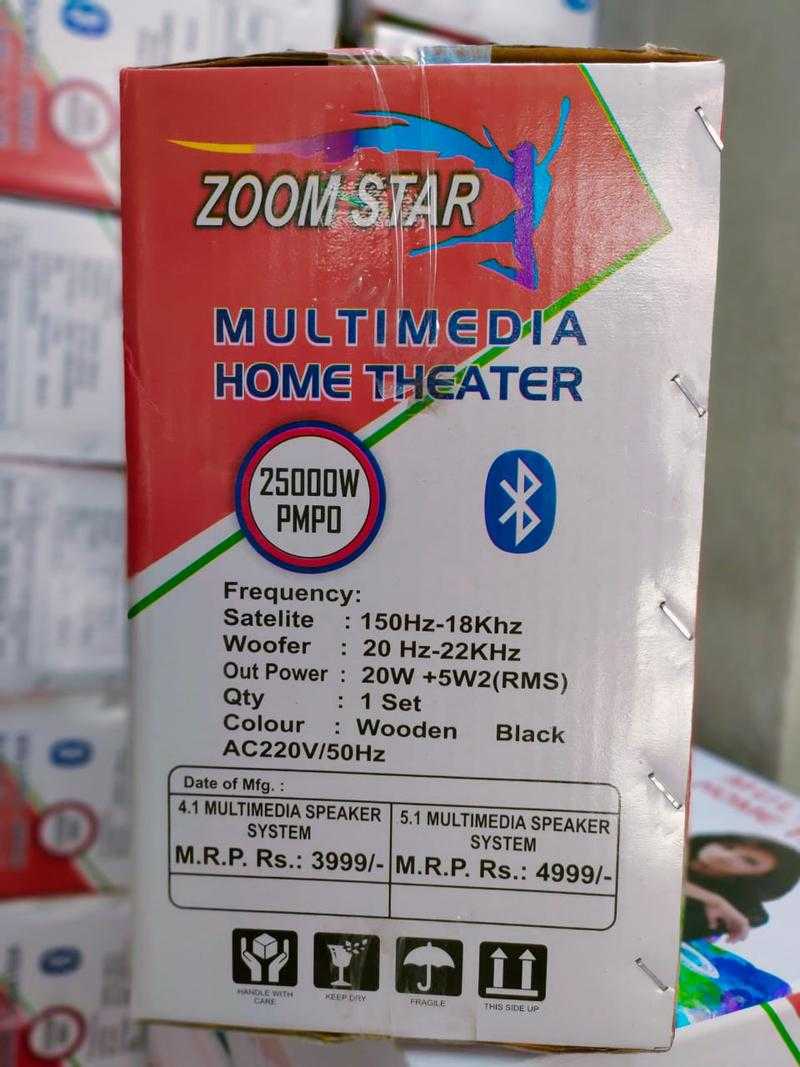 ZOOM STAR
MULTIMEDIA
HOME THEATER
25000W
PMPO
Frequency:
Satelite : 150Hz-18Khz
Woofer : 20 Hz-22KHz
Out Power : 20W +5W2(RMS)
Qty : 1 Set
Colour : Wooden Black
AC220V/50Hz
Date of Mfg. :
4.1 MULTIMEDIA SPEAKER
SYSTEM
M.R.P. Rs.: 3999/-
5.1 MULTIMEDIA SPEAKER
SYSTEM
M.R.P. Rs.: 4999/-
HANDLE WITH
CARE
KEEP DRY
FRAGILE
THIS SIDE UP